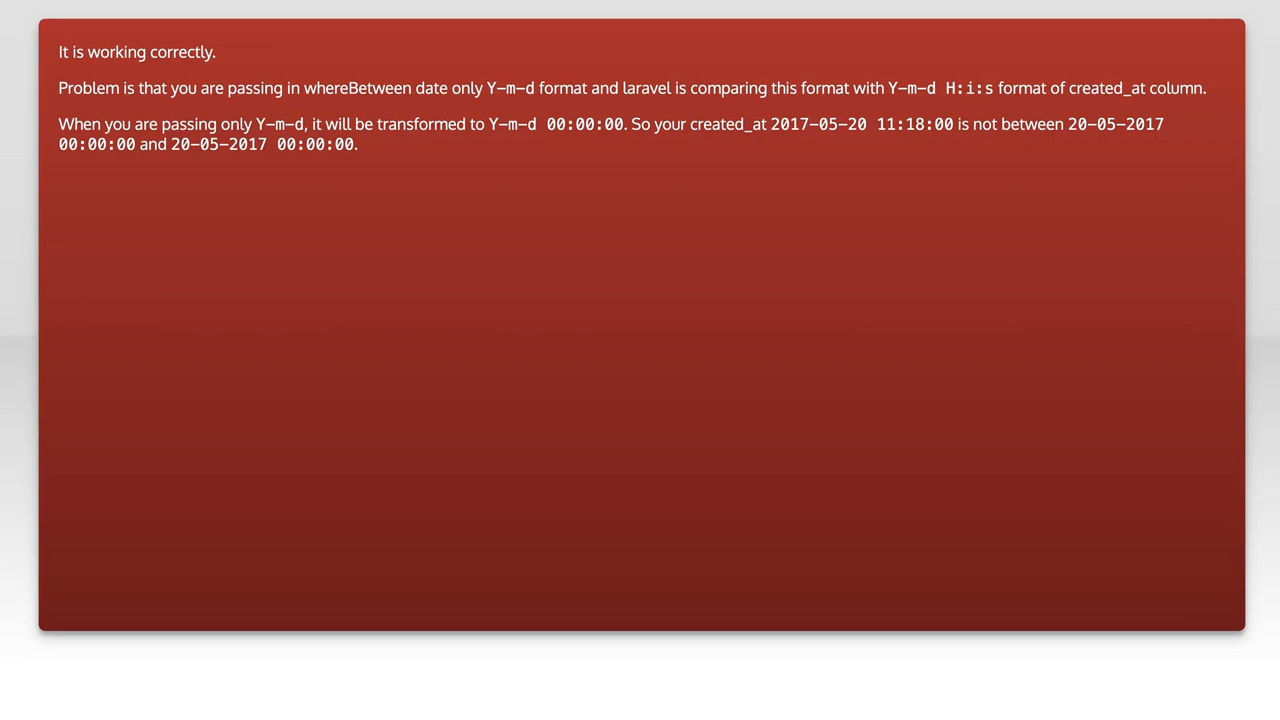 It is working correctly.
Problem is that you are passing in whereBetween date only Y-m-d format and laravel is comparing this format with Y-m-d H:i:s format of created_at column.
When you are passing only Y-m-d, it will be transformed to Y-m-d 00:00:00. So your created_at 2017-05-20 11:18:00 is not between 20-05-2017
00:00:00 and 20-05-2017 00:00:00.